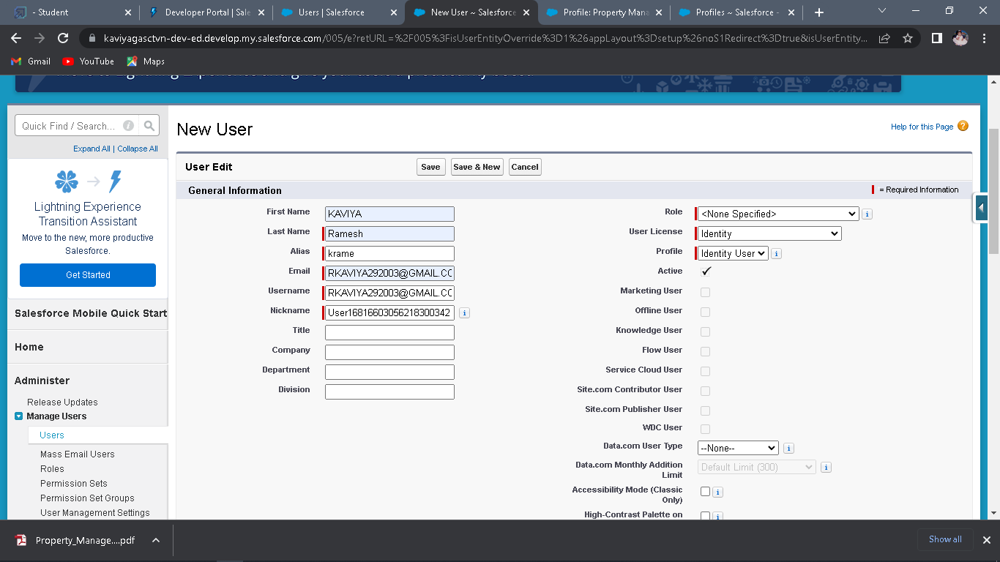 - Student
Developer Portal | Sale
Users | Salesforce
New User ~ Salesforce
Profile: Property Mana
Profiles ~ Salesforce -
kaviyagasctvn-dev-ed.develop.my.salesforce.com/005/e?retURL=%2F005%3FisUserEntityOverride%3D1%26appLayout%3Dsetup%26noS1Redirect%3Dtrue&isUserEntity...
Gmail
YouTube
Maps
Quick Find / Search...
Expand All | Collapse All
Lightning Experience
Transition Assistant
Move to the new, more productive
Salesforce.
Get Started
Salesforce Mobile Quick Start
Home
Administer
Release Updates
Manage Users
Users
Mass Email Users
Roles
Permission Sets
Permission Set Groups
User Management Settings
New User
Help for this Page
User Edit
Save
Save & New
Cancel
General Information
= Required Information
First Name KAVIYA
Last Name Ramesh
Alias krame
Email RKAVIYA292003@GMAIL.CO
Username RKAVIYA292003@GMAIL.CO
Nickname User16816603056218300342
Title
Company
Department
Division
Role <None Specified>
User License Identity
Profile Identity User
Active
Marketing User
Offline User
Knowledge User
Flow User
Service Cloud User
Site.com Contributor User
Site.com Publisher User
WDC User
Data.com User Type --None--
Data.com Monthly Addition
Limit
Default Limit (300)
Accessibility Mode (Classic
Only)
High-Contrast Palette on
Property_Manage....pdf
Show all